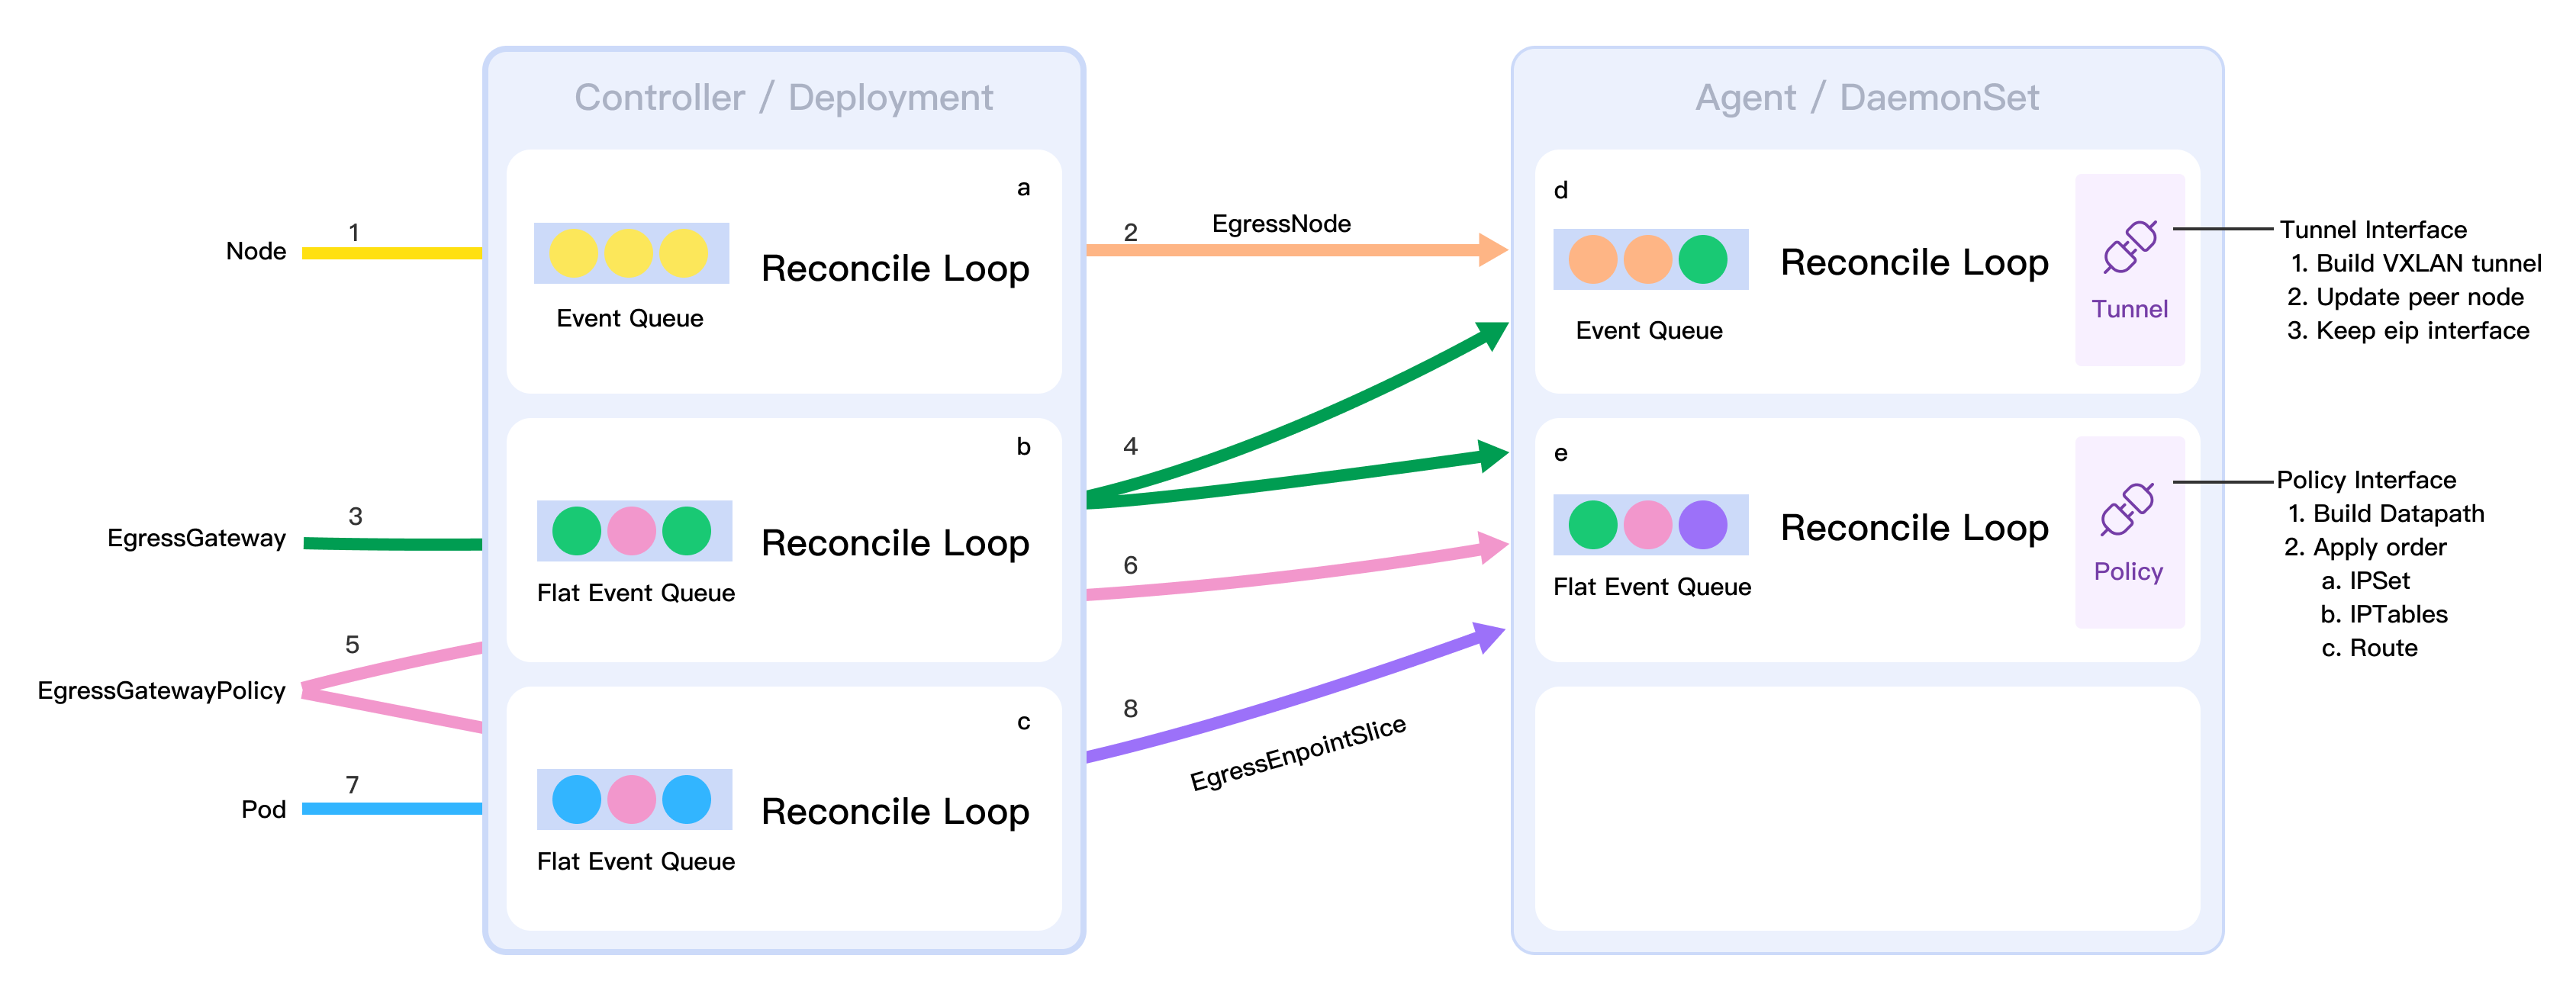 Controller / Deployment
Agent / DaemonSet
Node
1
a
Event Queue
Reconcile Loop
2
EgressNode
d
Event Queue
Reconcile Loop
Tunnel
Tunnel Interface
1. Build VXLAN tunnel
2. Update peer node
3. Keep eip interface
EgressGateway
3
b
Flat Event Queue
Reconcile Loop
4
6
e
Flat Event Queue
Reconcile Loop
Policy
Policy Interface
1. Build Datapath
2. Apply order
a. IPSet
b. IPTables
c. Route
EgressGatewayPolicy
5
Pod
7
c
Flat Event Queue
Reconcile Loop
8
EgressEnpointSlice